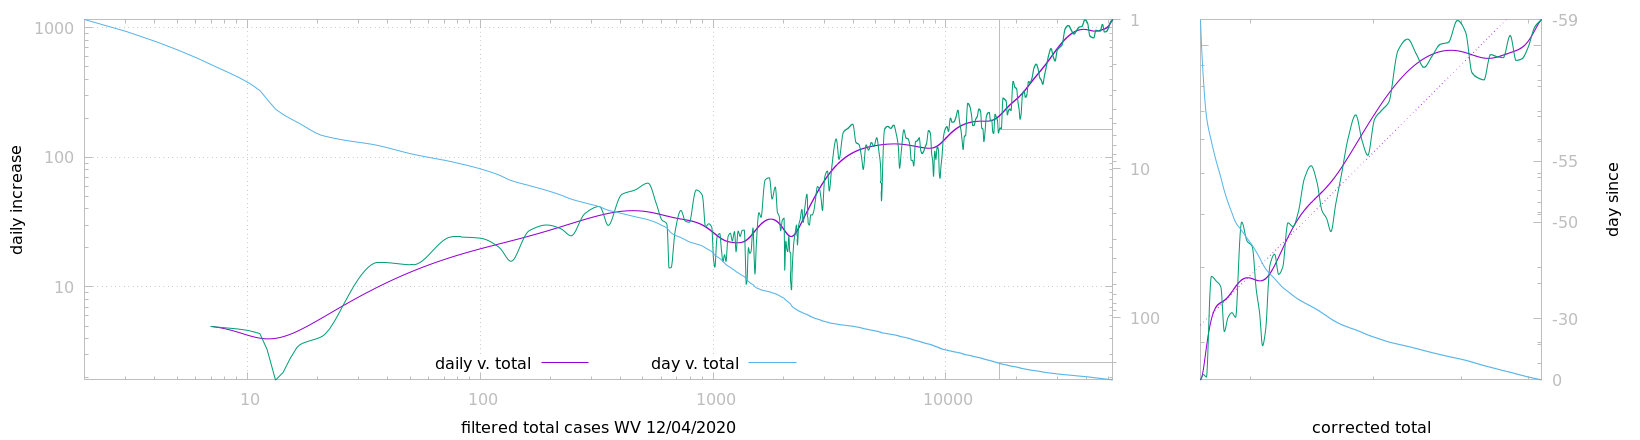 1000
100
10
daily increase
10
100
1000
10000
filtered total cases WV 12/04/2020
daily v. total
day v. total
1
10
100
-59
-55
-50
-30
0
day since
corrected total